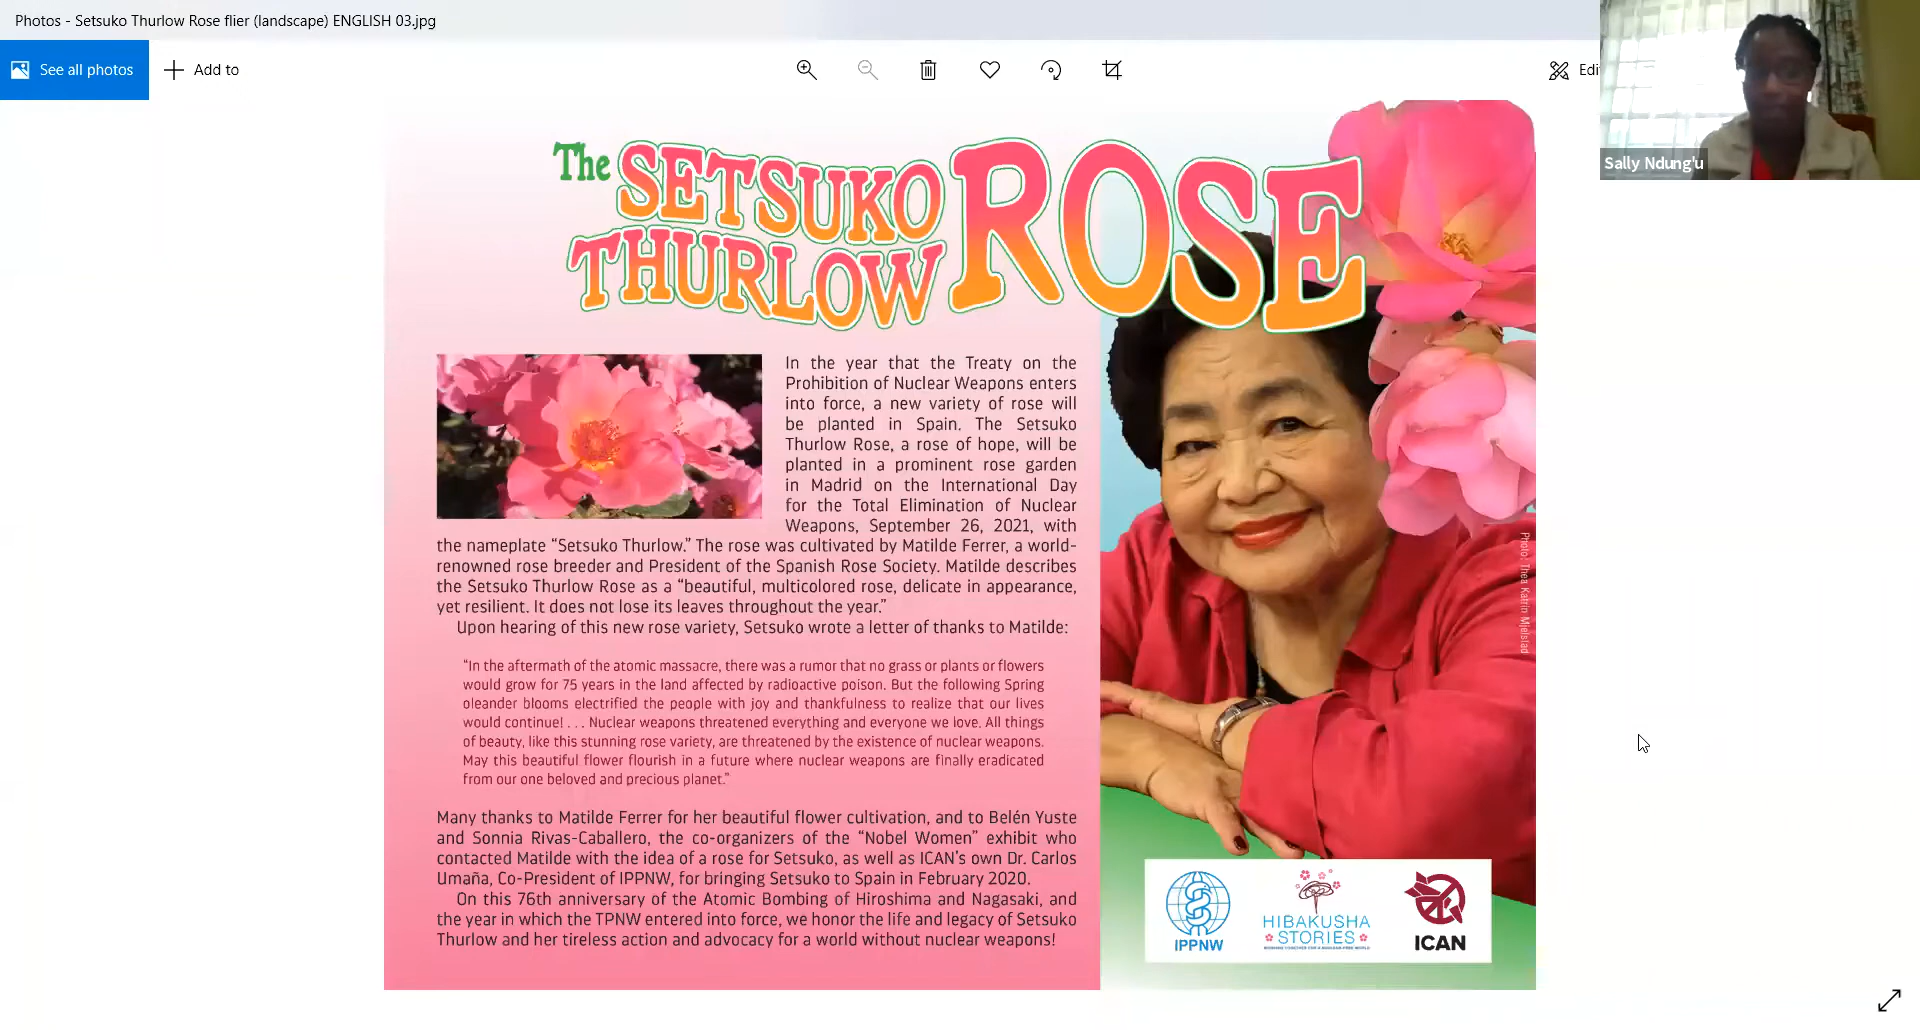 Photos - Setsuko Thurlow Rose flier (landscape) ENGLISH 03.jpg
See all photos
Add to
Edi
Sally Ndung'u
The SETSUKO THURLOW ROSE
In the year that the Treaty on the
Prohibition of Nuclear Weapons enters
into force, a new variety of rose will
be planted in Spain. The Setsuko
Thurlow Rose, a rose of hope, will be
planted in a prominent rose garden
in Madrid on the International Day
for the Total Elimination of Nuclear
Weapons, September 26, 2021, with
the nameplate “Setsuko Thurlow.” The rose was cultivated by Matilde Ferrer, a world-
renowned rose breeder and President of the Spanish Rose Society. Matilde describes
the Setsuko Thurlow Rose as a “beautiful, multicolored rose, delicate in appearance,
yet resilient. It does not lose its leaves throughout the year.”
Upon hearing of this new rose variety, Setsuko wrote a letter of thanks to Matilde:
“In the aftermath of the atomic massacre, there was a rumor that no grass or plants or flowers
would grow for 75 years in the land affected by radioactive poison. But the following Spring
oleander blooms electrified the people with joy and thankfulness to realize that our lives
would continue! . . . Nuclear weapons threatened everything and everyone we love. All things
of beauty, like this stunning rose variety, are threatened by the existence of nuclear weapons.
May this beautiful flower flourish in a future where nuclear weapons are finally eradicated
from our one beloved and precious planet.”
Many thanks to Matilde Ferrer for her beautiful flower cultivation, and to Belén Yuste
and Sonnia Rivas-Caballero, the co-organizers of the “Nobel Women” exhibit who
contacted Matilde with the idea of a rose for Setsuko, as well as ICAN's own Dr. Carlos
Umaña, Co-President of IPPNW, for bringing Setsuko to Spain in February 2020.
On this 76th anniversary of the Atomic Bombing of Hiroshima and Nagasaki, and
the year in which the TPNW entered into force, we honor the life and legacy of Setsuko
Thurlow and her tireless action and advocacy for a world without nuclear weapons!
Photo: Thea Katrin Mjelstad
IPPNW
HIBAKUSHA
STORIES
WORKING TOGETHER FOR A NUCLEAR-FREE WORLD
ICAN